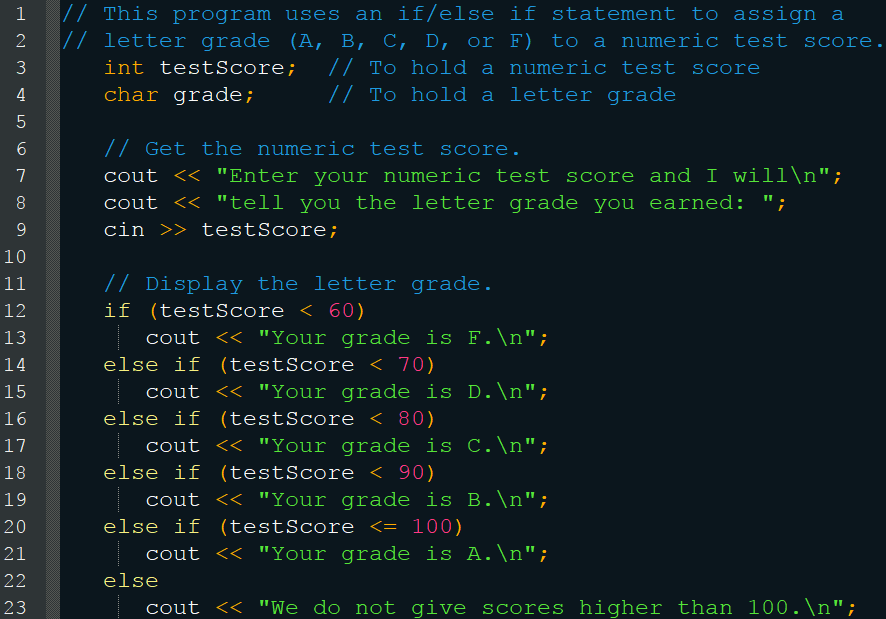 1 // This program uses an if/else if statement to assign a
2 // letter grade (A, B, C, D, or F) to a numeric test score.
3    int testScore;  // To hold a numeric test score
4    char grade;     // To hold a letter grade
5
6    // Get the numeric test score.
7    cout << "Enter your numeric test score and I will\n";
8    cout << "tell you the letter grade you earned: ";
9    cin >> testScore;
10
11    // Display the letter grade.
12    if (testScore < 60)
13       cout << "Your grade is F.\n";
14    else if (testScore < 70)
15       cout << "Your grade is D.\n";
16    else if (testScore < 80)
17       cout << "Your grade is C.\n";
18    else if (testScore < 90)
19       cout << "Your grade is B.\n";
20    else if (testScore <= 100)
21       cout << "Your grade is A.\n";
22    else
23       cout << "We do not give scores higher than 100.\n";